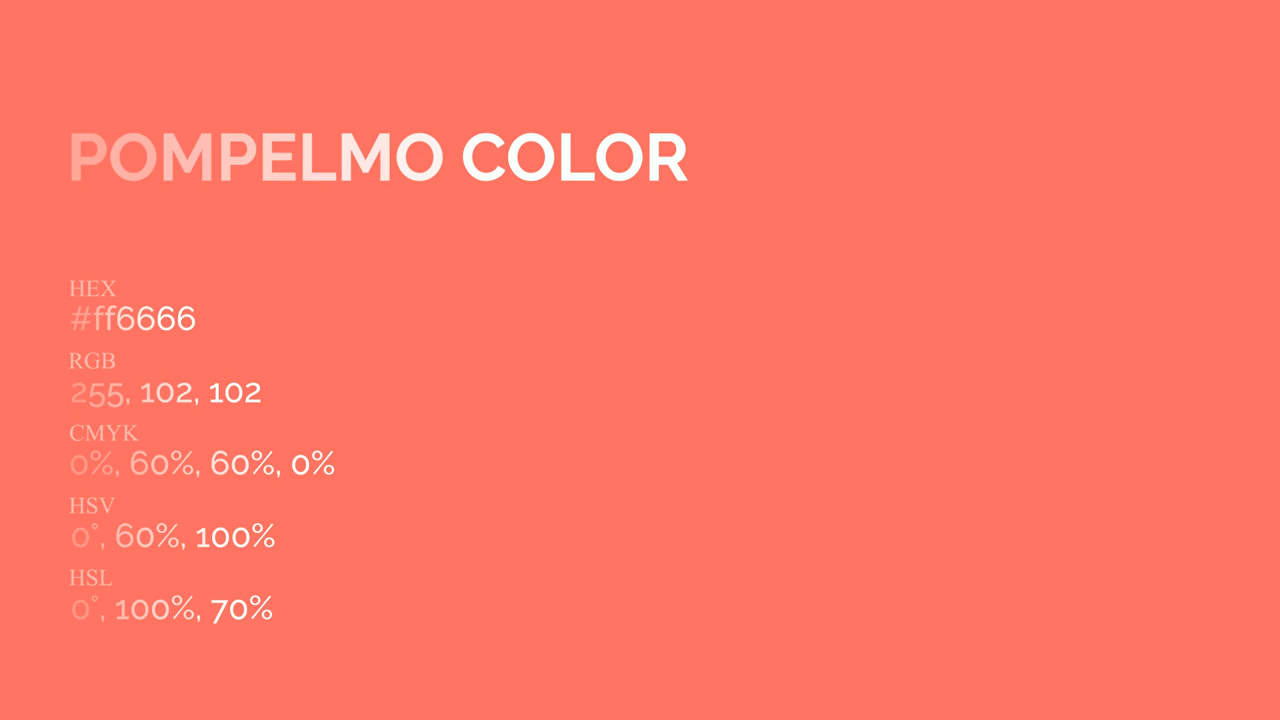 POMPELMO COLOR
HEX
#ff6666
RGB
255, 102, 102
CMYK
0%, 60%, 60%, 0%
HSV
0°, 60%, 100%
HSL
0°, 100%, 70%